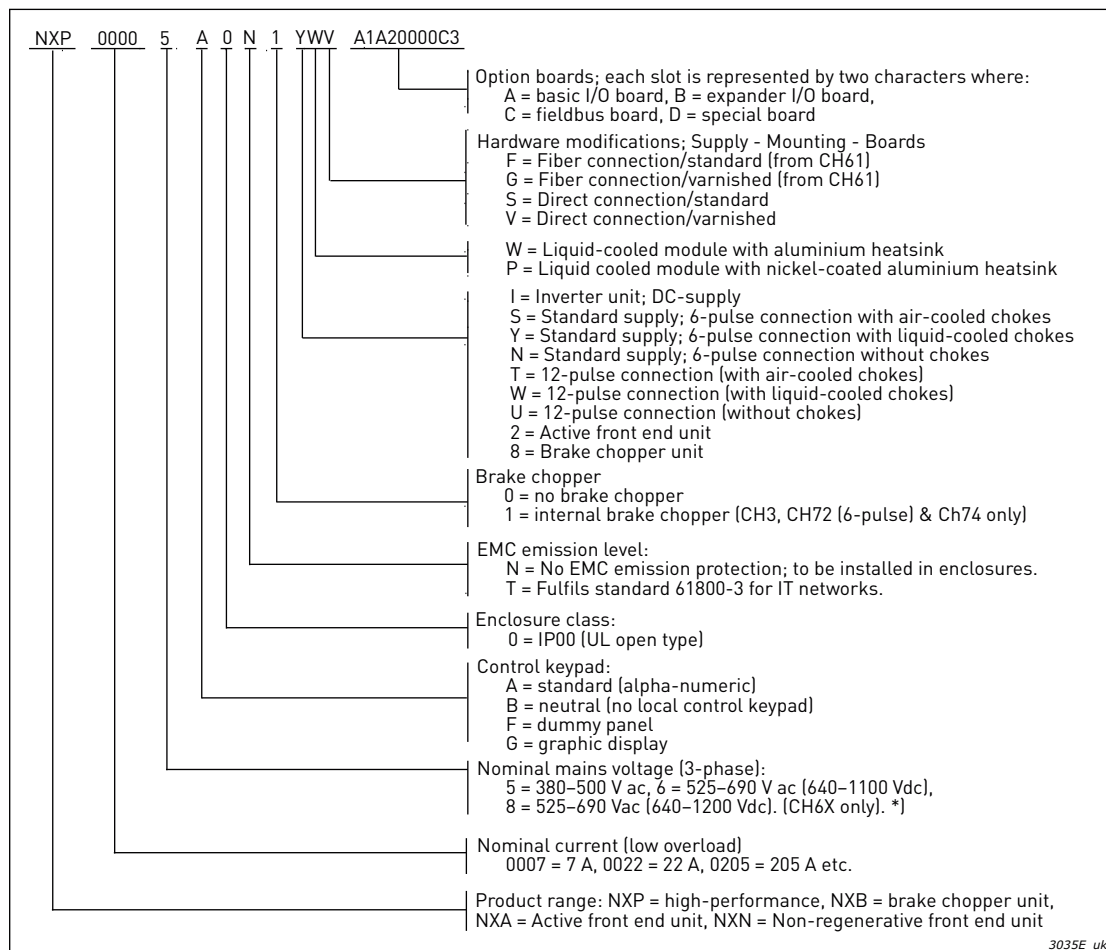 NXP 0000 5 A 0 N 1 YWV A1A20000C3
Option boards; each slot is represented by two characters where:
A = basic I/O board, B = expander I/O board,
C = fieldbus board, D = special board
Hardware modifications; Supply - Mounting - Boards
F = Fiber connection/standard (from CH61)
G = Fiber connection/varnished (from CH61)
S = Direct connection/standard
V = Direct connection/varnished
W = Liquid-cooled module with aluminium heatsink
P = Liquid cooled module with nickel-coated aluminium heatsink
I = Inverter unit; DC-supply
S = Standard supply; 6-pulse connection with air-cooled chokes
Y = Standard supply; 6-pulse connection with liquid-cooled chokes
N = Standard supply; 6-pulse connection without chokes
T = 12-pulse connection (with air-cooled chokes)
W = 12-pulse connection (with liquid-cooled chokes)
U = 12-pulse connection (without chokes)
2 = Active front end unit
8 = Brake chopper unit
Brake chopper
0 = no brake chopper
1 = internal brake chopper (CH3, CH72 (6-pulse) & Ch74 only)
EMC emission level:
N = No EMC emission protection; to be installed in enclosures.
T = Fulfils standard 61800-3 for IT networks.
Enclosure class:
0 = IP00 (UL open type)
Control keypad:
A = standard (alpha-numeric)
B = neutral (no local control keypad)
F = dummy panel
G = graphic display
Nominal mains voltage (3-phase):
5 = 380–500 V ac, 6 = 525–690 V ac (640–1100 Vdc),
8 = 525–690 Vac (640–1200 Vdc). (CH6X only). *)
Nominal current (low overload)
0007 = 7 A, 0022 = 22 A, 0205 = 205 A etc.
Product range: NXP = high-performance, NXB = brake chopper unit,
NXA = Active front end unit, NXN = Non-regenerative front end unit
3035E_uk